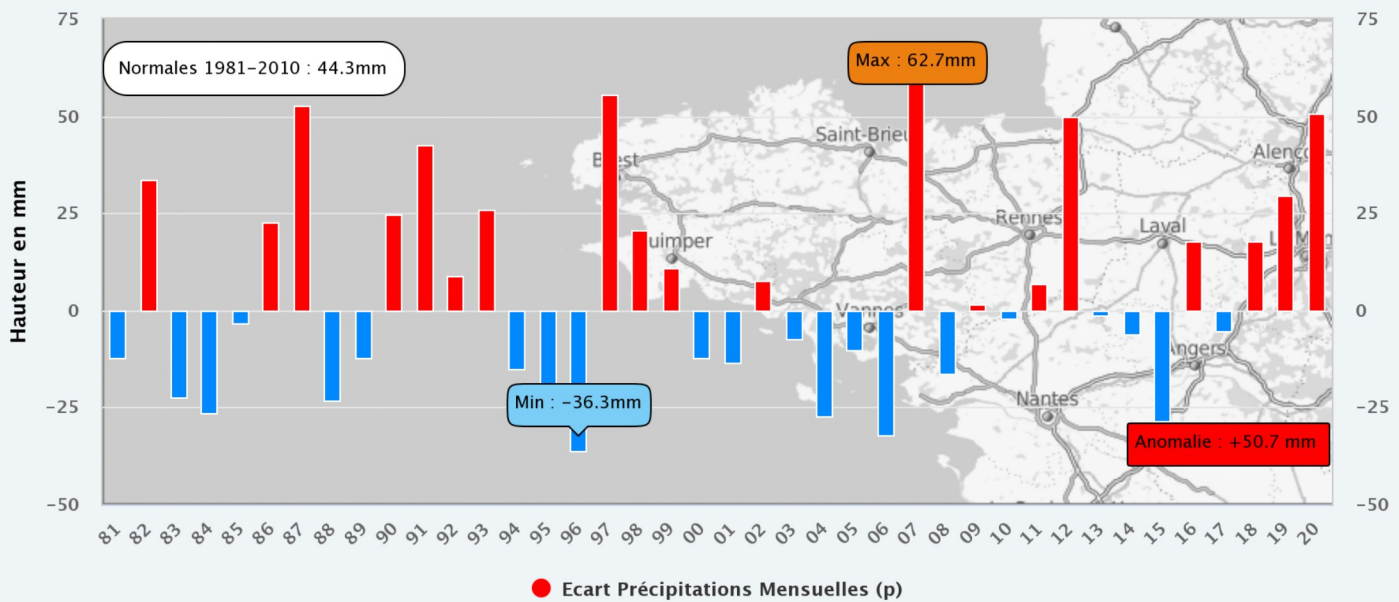 75
75
Normales 1981-2010 : 44.3mm
Max : 62.7mm
50
50
Saint-Brieu
Alenço
25
25
Rennes
Laval
uimper
0
0
Vannes
Angers
Hauteur en mm
-25
-25
Min : -36.3mm
Nantes
Anomalie : +50.7 mm
-50
-50
81 82 83 84 85 86 87 88 89 90 91 92 93 94 95 96 97 98 99 00 01 02 03 04 05 06 07 08 09 10 11 12 13 14 15 16 17 18 19 20
Ecart Précipitations Mensuelles (p)